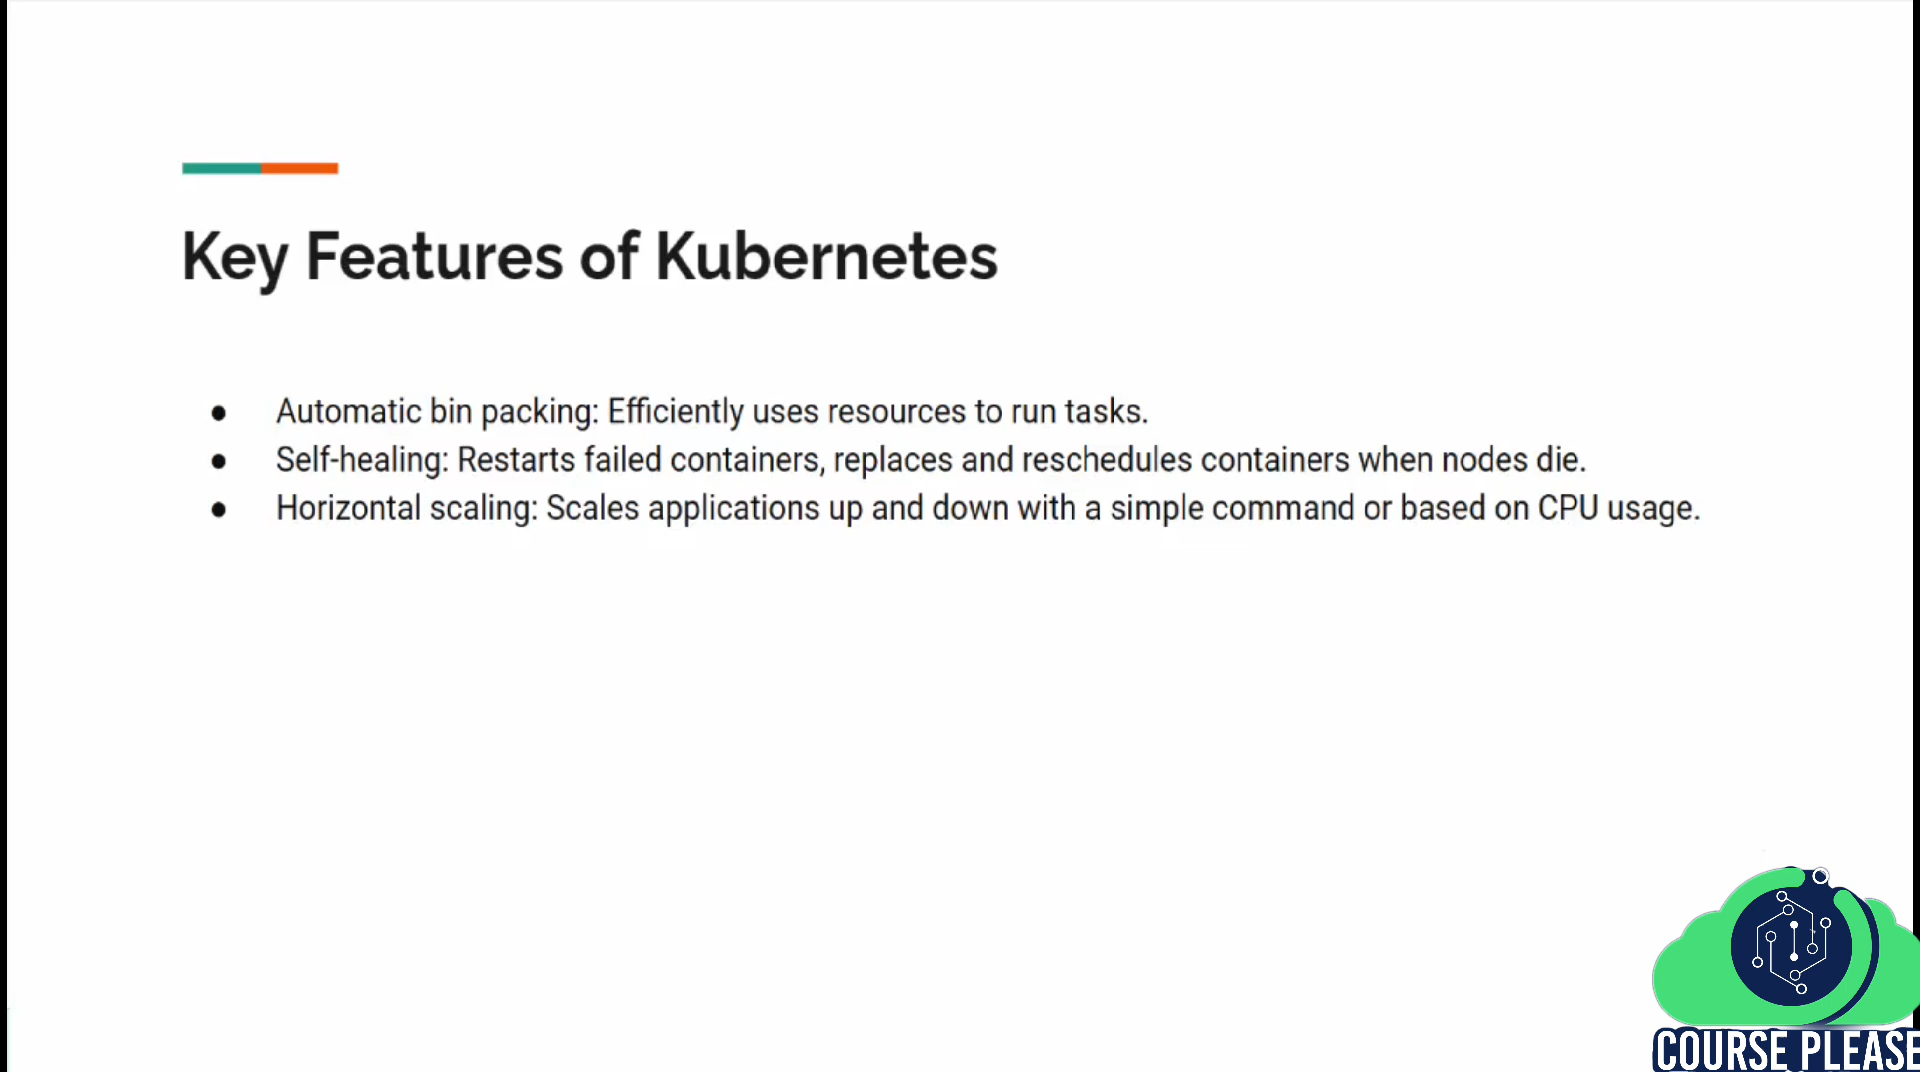 Key Features of Kubernetes
● Automatic bin packing: Efficiently uses resources to run tasks.
● Self-healing: Restarts failed containers, replaces and reschedules containers when nodes die.
● Horizontal scaling: Scales applications up and down with a simple command or based on CPU usage.
COURSE PLEASE